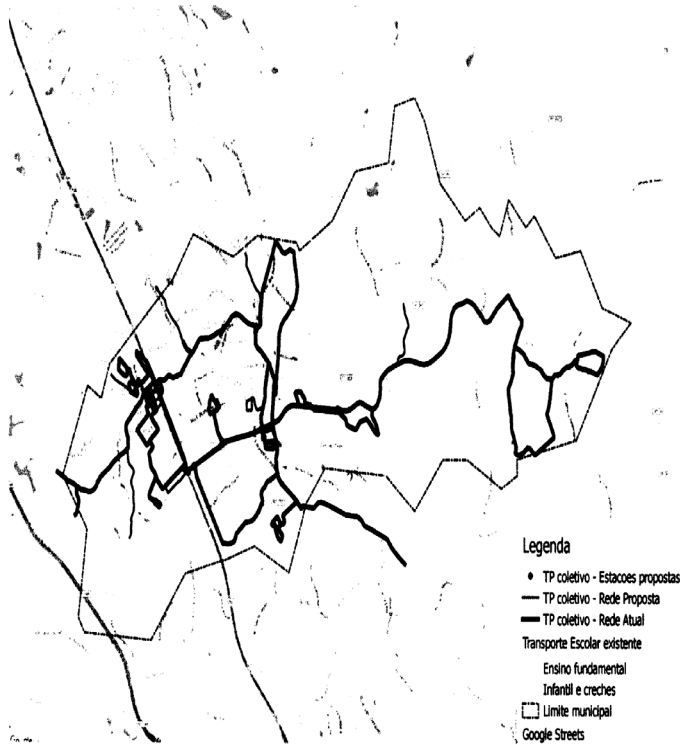 Legenda
TP coletivo - Estacoes propostas
TP coletivo - Rede Proposta
TP coletivo - Rede Atual
Transporte Escolar existente
Ensino fundamental
Infantil e creches
Limite municipal
Google Streets